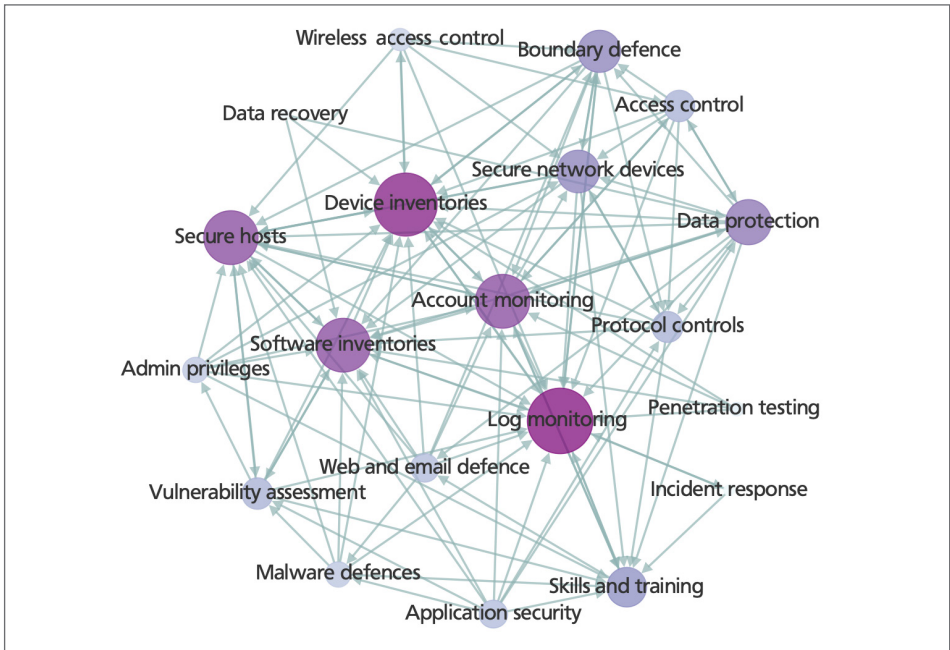 Wireless access control
Boundary defence
Access control
Data recovery
Secure network devices
Device inventories
Data protection
Secure hosts
Account monitoring
Protocol controls
Software inventories
Admin privileges
Penetration testing
Log monitoring
Web and email defence
Vulnerability assessment
Incident response
Malware defences
Skills and training
Application security